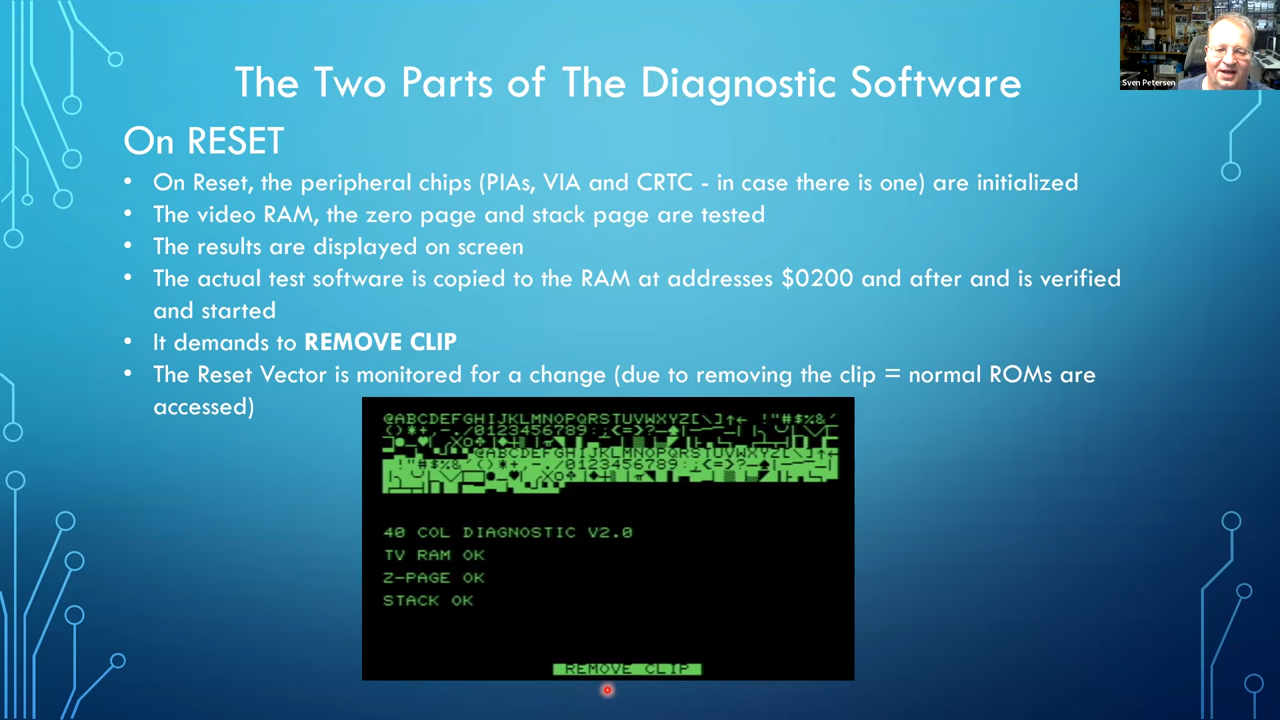 Sven Petersen
The Two Parts of The Diagnostic Software
On RESET
• On Reset, the peripheral chips (PIAs, VIA and CRTC - in case there is one) are initialized
• The video RAM, the zero page and stack page are tested
• The results are displayed on screen
• The actual test software is copied to the RAM at addresses $0200 and after and is verified
and started
• It demands to REMOVE CLIP
• The Reset Vector is monitored for a change (due to removing the clip = normal ROMs are
accessed)
@ABCDEFGHIJKLMNOPQRSTUVWXYZ[\]↑← !"#$%&'
()*+,-./0123456789:;<=>?
@ABCDEFGHIJKLMNOPQRSTUVWXYZ[\]↑←
!"#$%&'()*+,-./0123456789:;<=>?
40 COL DIAGNOSTIC V2.0
TV RAM OK
Z-PAGE OK
STACK OK
REMOVE CLIP